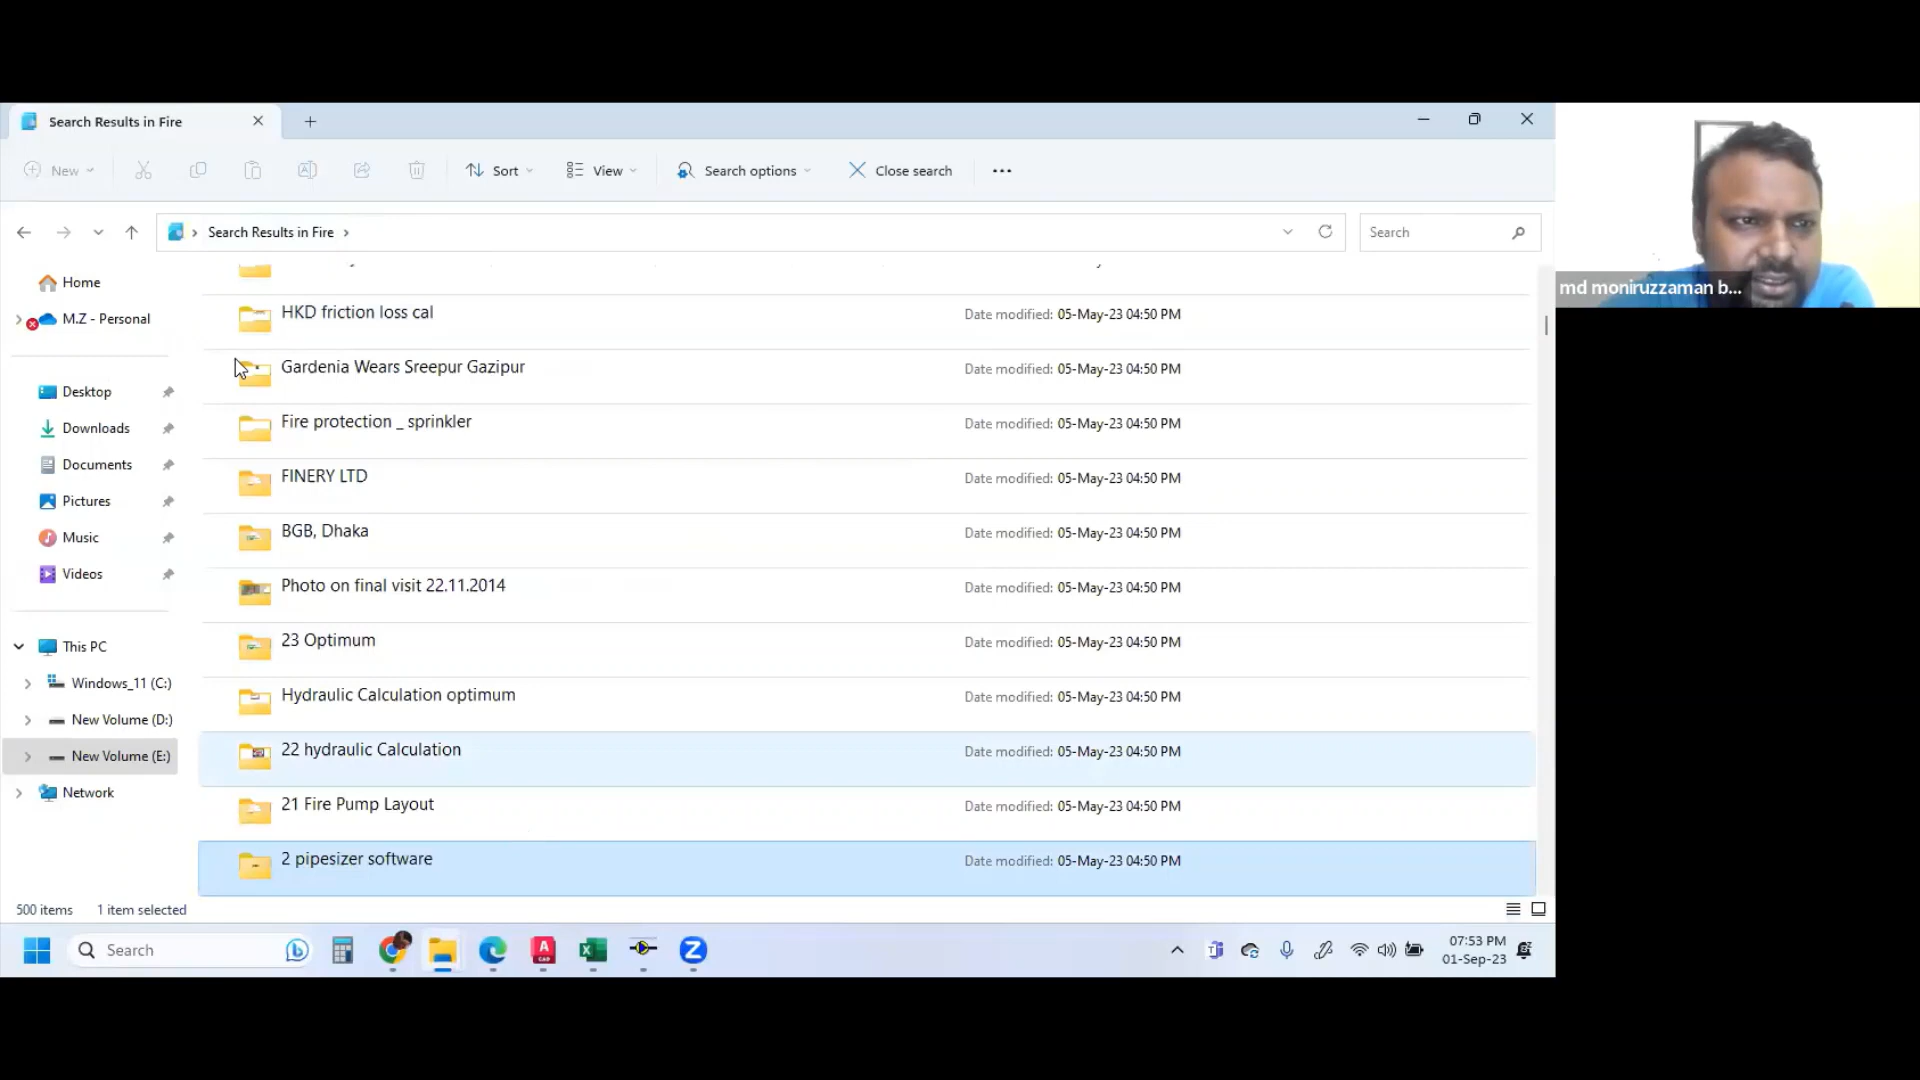 Search Results in Fire
New
Sort
View
Search options
Close search
Search Results in Fire
Search
Home
M.Z - Personal
Desktop
Downloads
Documents
Pictures
Music
Videos
This PC
Windows_11 (C:)
New Volume (D:)
New Volume (E:)
Network
HKD friction loss cal Date modified: 05-May-23 04:50 PM
Gardenia Wears Sreepur Gazipur Date modified: 05-May-23 04:50 PM
Fire protection _ sprinkler Date modified: 05-May-23 04:50 PM
FINERY LTD Date modified: 05-May-23 04:50 PM
BGB, Dhaka Date modified: 05-May-23 04:50 PM
Photo on final visit 22.11.2014 Date modified: 05-May-23 04:50 PM
23 Optimum Date modified: 05-May-23 04:50 PM
Hydraulic Calculation optimum Date modified: 05-May-23 04:50 PM
22 hydraulic Calculation Date modified: 05-May-23 04:50 PM
21 Fire Pump Layout Date modified: 05-May-23 04:50 PM
2 pipesizer software Date modified: 05-May-23 04:50 PM
500 items 1 item selected
Search
07:53 PM
01-Sep-23
md moniruzzaman b...